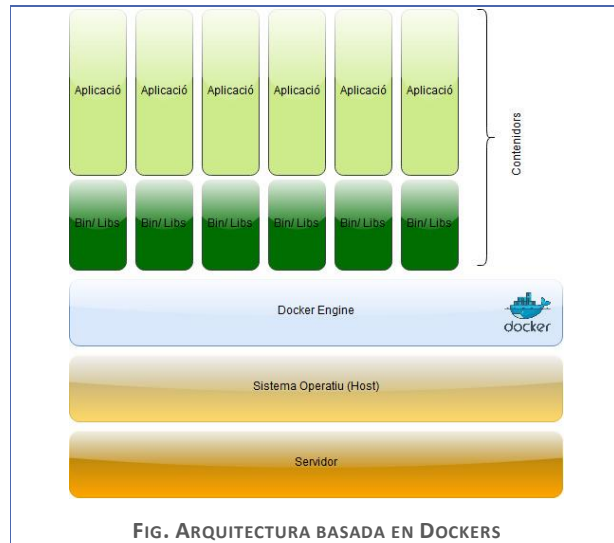 Aplicació Aplicació Aplicació Aplicació Aplicació Aplicació
Contenidors
Bin/ Libs Bin/ Libs Bin/ Libs Bin/ Libs Bin/ Libs Bin/ Libs
Docker Engine
docker
Sistema Operatiu (Host)
Servidor
FIG. ARQUITECTURA BASADA EN DOCKERS